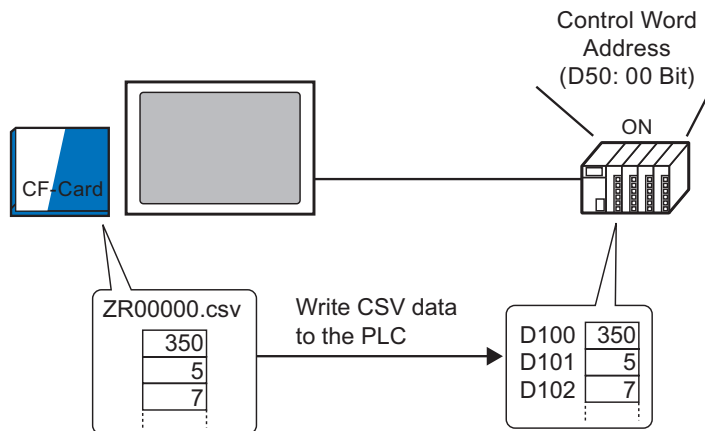 Control Word
Address
(D50: 00 Bit)
ON
CF-Card
ZR00000.csv
350
5
7
Write CSV data
to the PLC
D100 350
D101 5
D102 7